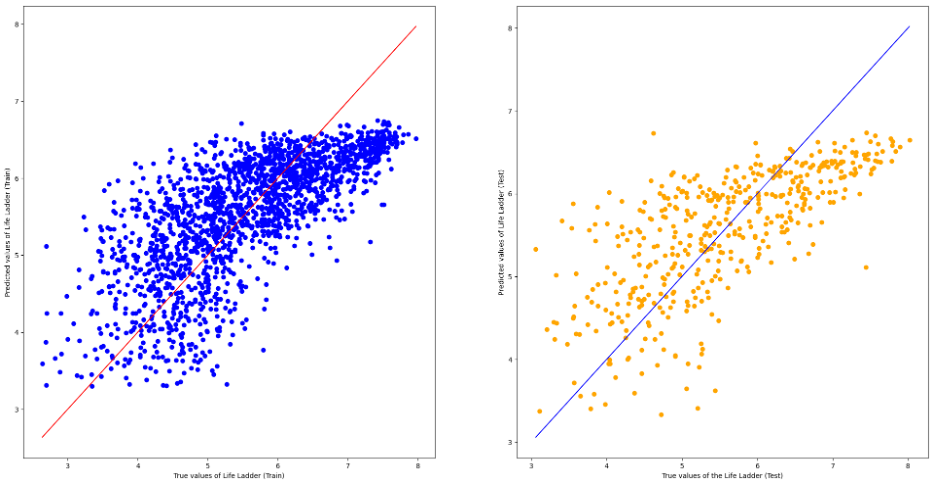 8
7
6
5
4
3
Predicted values of Life Ladder (Train)
3 4 5 6 7 8
True values of Life Ladder (Train)
8
7
6
5
4
3
Predicted values of Life Ladder (Test)
3 4 5 6 7 8
True values of the Life Ladder (Test)